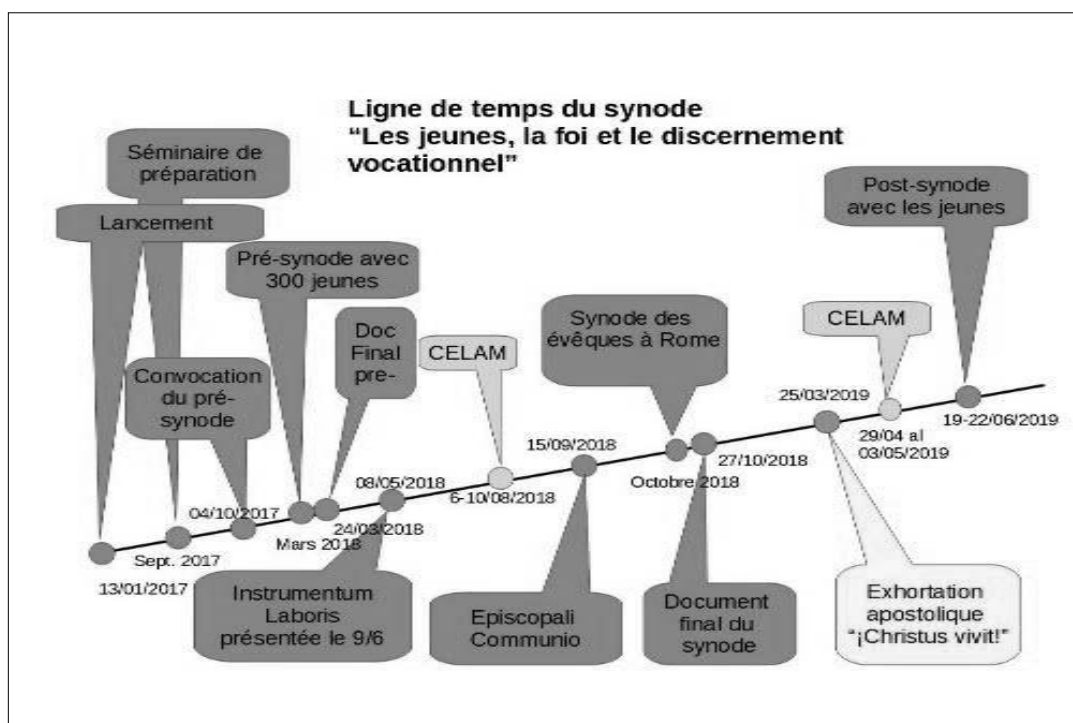 Ligne de temps du synode
“Les jeunes, la foi et le discernement
vocationnel”
Séminaire de
préparation
Lancement
Pré-synode avec
300 jeunes
Doc
Final
pre-
Convocation
du pré-
synode
CELAM
Synode des
évêques à Rome
CELAM
Post-synode
avec les jeunes
13/01/2017
Sept. 2017
04/10/2017
Mars 2018
24/03/2018
08/05/2018
6-10/08/2018
15/09/2018
Octobre 2018
27/10/2018
25/03/2019
29/04 al
03/05/2019
19-22/06/2019
Instrumentum
Laboris
présentée le 9/6
Episcopali
Communio
Document
final du
synode
Exhortation
apostolique
“¡Christus vivit!”